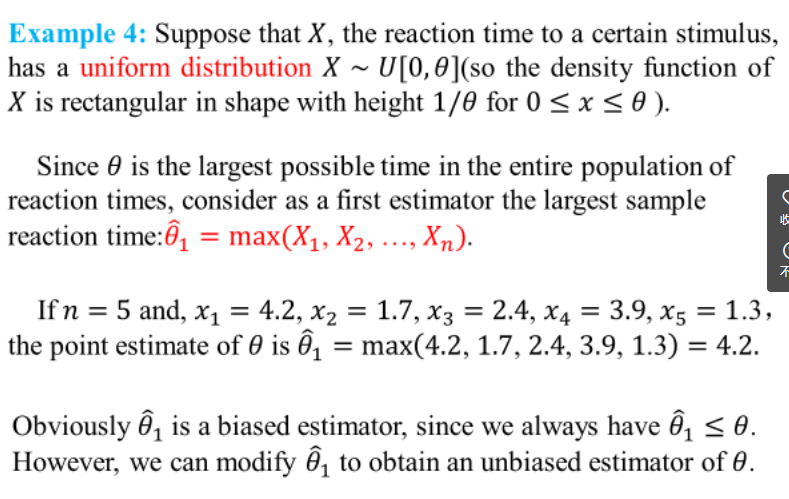 Example 4: Suppose that X, the reaction time to a certain stimulus,
has a uniform distribution X ~ U[0,θ](so the density function of
X is rectangular in shape with height 1/θ for 0 ≤ x ≤ θ ).
Since θ is the largest possible time in the entire population of
reaction times, consider as a first estimator the largest sample
reaction time:θ̂₁ = max(X₁, X₂, …, Xₙ).
If n = 5 and, x₁ = 4.2, x₂ = 1.7, x₃ = 2.4, x₄ = 3.9, x₅ = 1.3,
the point estimate of θ is θ̂₁ = max(4.2, 1.7, 2.4, 3.9, 1.3) = 4.2.
Obviously θ̂₁ is a biased estimator, since we always have θ̂₁ ≤ θ.
However, we can modify θ̂₁ to obtain an unbiased estimator of θ.